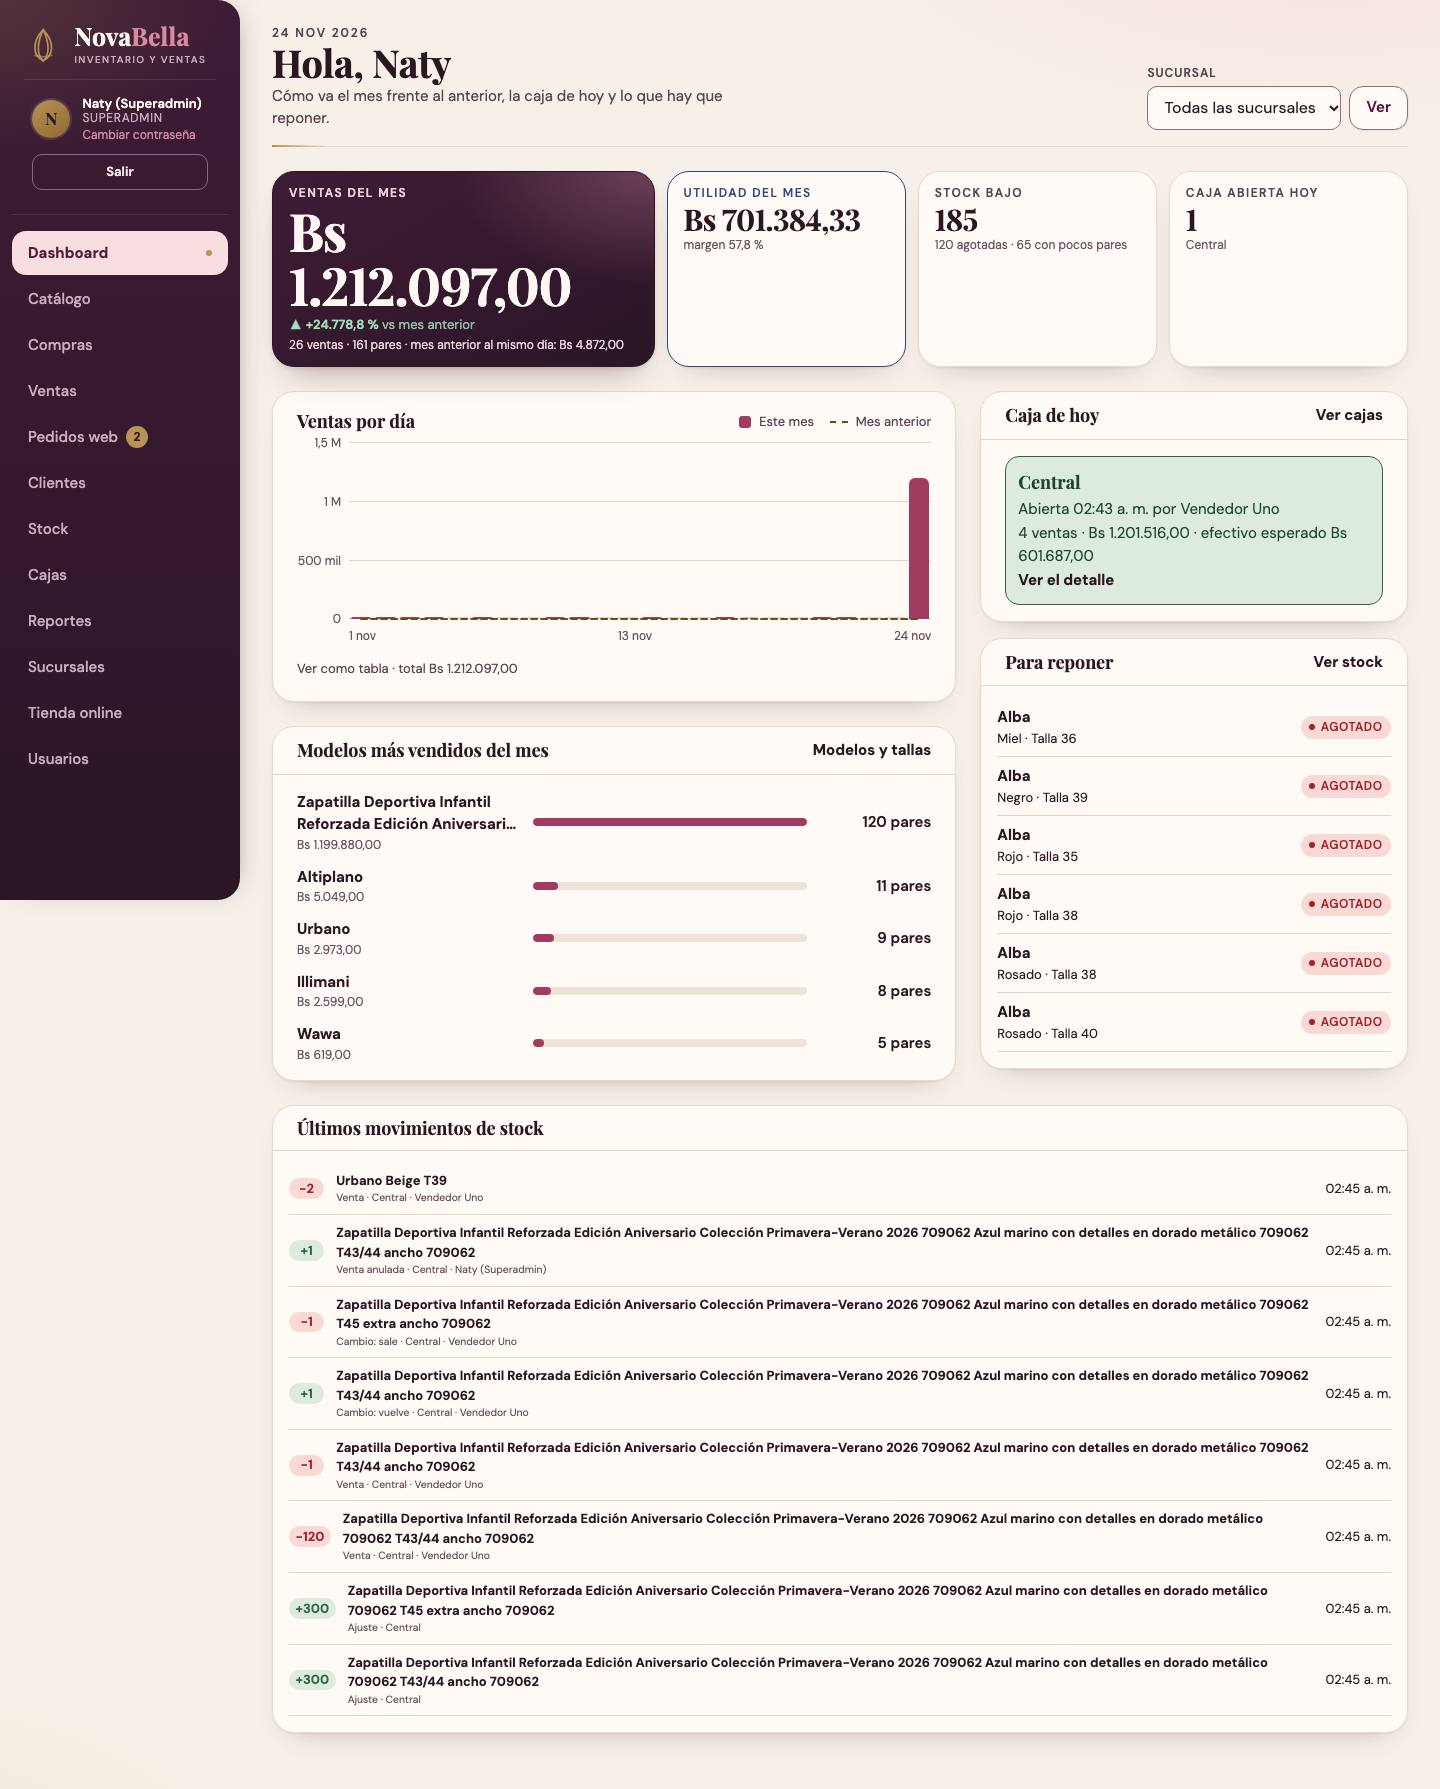 NovaBella
INVENTARIO Y VENTAS
N
Naty (Superadmin)
SUPERADMIN
Cambiar contraseña
Salir
Dashboard
Catálogo
Compras
Ventas
Pedidos web 2
Clientes
Stock
Cajas
Reportes
Sucursales
Tienda online
Usuarios
24 NOV 2026
Hola, Naty
Cómo va el mes frente al anterior, la caja de hoy y lo que hay que
reponer.
SUCURSAL
Todas las sucursales
Ver
VENTAS DEL MES
Bs
1.212.097,00
▲ +24.778,8 % vs mes anterior
26 ventas · 161 pares · mes anterior al mismo día: Bs 4.872,00
UTILIDAD DEL MES
Bs 701.384,33
margen 57,8 %
STOCK BAJO
185
120 agotadas · 65 con pocos pares
CAJA ABIERTA HOY
1
Central
Ventas por día
Este mes
Mes anterior
1,5 M
1 M
500 mil
0
1 nov
13 nov
24 nov
Ver como tabla · total Bs 1.212.097,00
Caja de hoy
Ver cajas
Central
Abierta 02:43 a. m. por Vendedor Uno
4 ventas · Bs 1.201.516,00 · efectivo esperado Bs
601.687,00
Ver el detalle
Modelos más vendidos del mes
Modelos y tallas
Zapatilla Deportiva Infantil
Reforzada Edición Aniversari...
Bs 1.199.880,00
120 pares
Altiplano
Bs 5.049,00
11 pares
Urbano
Bs 2.973,00
9 pares
Illimani
Bs 2.599,00
8 pares
Wawa
Bs 619,00
5 pares
Para reponer
Ver stock
Alba
Miel · Talla 36
AGOTADO
Alba
Negro · Talla 39
AGOTADO
Alba
Rojo · Talla 35
AGOTADO
Alba
Rojo · Talla 38
AGOTADO
Alba
Rosado · Talla 38
AGOTADO
Alba
Rosado · Talla 40
AGOTADO
Últimos movimientos de stock
−2
Urbano Beige T39
Venta · Central · Vendedor Uno
02:45 a. m.
+1
Zapatilla Deportiva Infantil Reforzada Edición Aniversario Colección Primavera-Verano 2026 709062 Azul marino con detalles en dorado metálico 709062
T43/44 ancho 709062
Venta anulada · Central · Naty (Superadmin)
02:45 a. m.
−1
Zapatilla Deportiva Infantil Reforzada Edición Aniversario Colección Primavera-Verano 2026 709062 Azul marino con detalles en dorado metálico 709062
T45 extra ancho 709062
Cambio: sale · Central · Vendedor Uno
02:45 a. m.
+1
Zapatilla Deportiva Infantil Reforzada Edición Aniversario Colección Primavera-Verano 2026 709062 Azul marino con detalles en dorado metálico 709062
T43/44 ancho 709062
Cambio: vuelve · Central · Vendedor Uno
02:45 a. m.
−1
Zapatilla Deportiva Infantil Reforzada Edición Aniversario Colección Primavera-Verano 2026 709062 Azul marino con detalles en dorado metálico 709062
T43/44 ancho 709062
Venta · Central · Vendedor Uno
02:45 a. m.
−120
Zapatilla Deportiva Infantil Reforzada Edición Aniversario Colección Primavera-Verano 2026 709062 Azul marino con detalles en dorado metálico
709062 T43/44 ancho 709062
Venta · Central · Vendedor Uno
02:45 a. m.
+300
Zapatilla Deportiva Infantil Reforzada Edición Aniversario Colección Primavera-Verano 2026 709062 Azul marino con detalles en dorado metálico
709062 T45 extra ancho 709062
Ajuste · Central
02:45 a. m.
+300
Zapatilla Deportiva Infantil Reforzada Edición Aniversario Colección Primavera-Verano 2026 709062 Azul marino con detalles en dorado metálico
709062 T43/44 ancho 709062
Ajuste · Central
02:45 a. m.